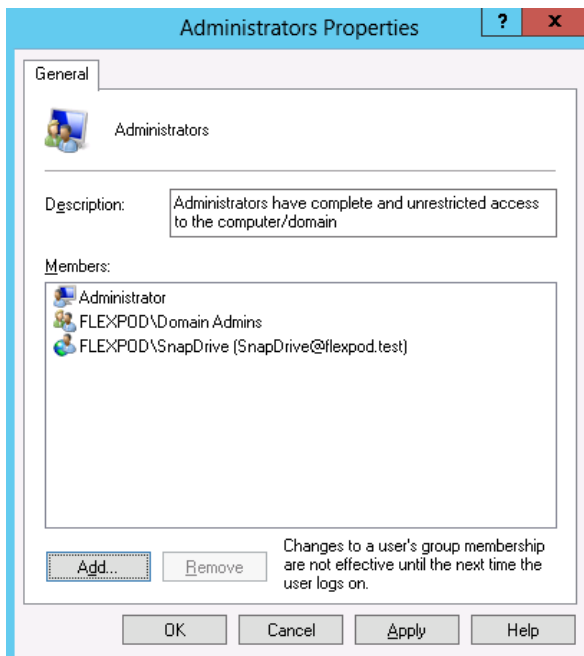 Administrators Properties
? x
General
Administrators
Description:
Administrators have complete and unrestricted access
to the computer/domain
Members:
Administrator
FLEXPOD\Domain Admins
FLEXPOD\SnapDrive (SnapDrive@flexpod.test)
Changes to a user's group membership
are not effective until the next time the
user logs on.
Add...
Remove
OK
Cancel
Apply
Help